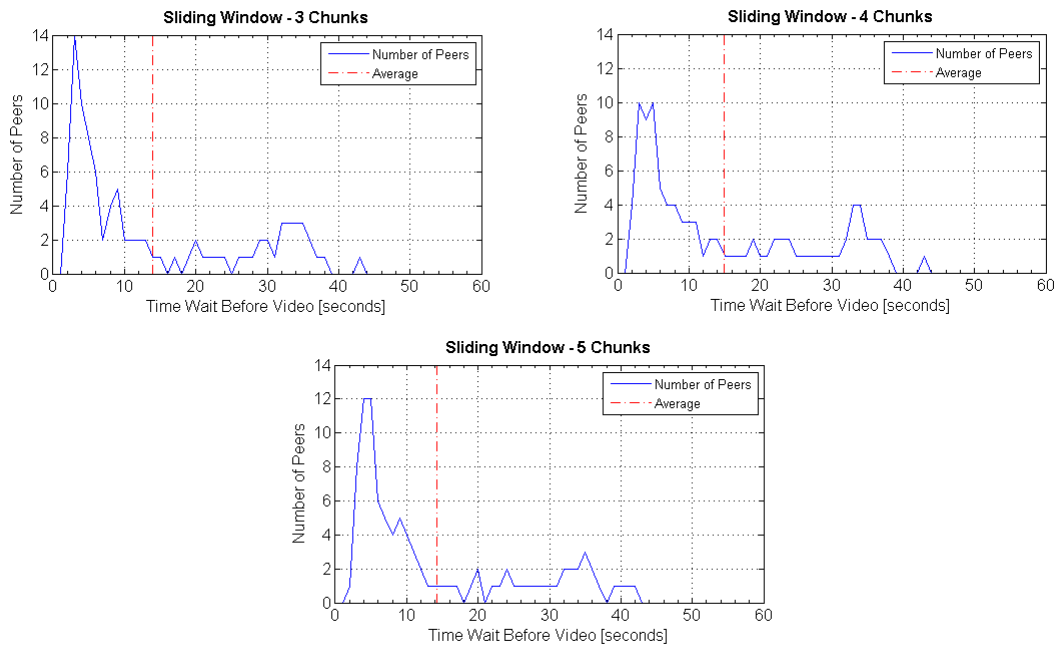 Sliding Window - 3 Chunks
Number of Peers
14
12
10
8
6
4
2
0
0 10 20 30 40 50 60
Time Wait Before Video [seconds]
Number of Peers
Average
Sliding Window - 4 Chunks
Number of Peers
14
12
10
8
6
4
2
0
0 10 20 30 40 50 60
Time Wait Before Video [seconds]
Number of Peers
Average
Sliding Window - 5 Chunks
Number of Peers
14
12
10
8
6
4
2
0
0 10 20 30 40 50 60
Time Wait Before Video [seconds]
Number of Peers
Average